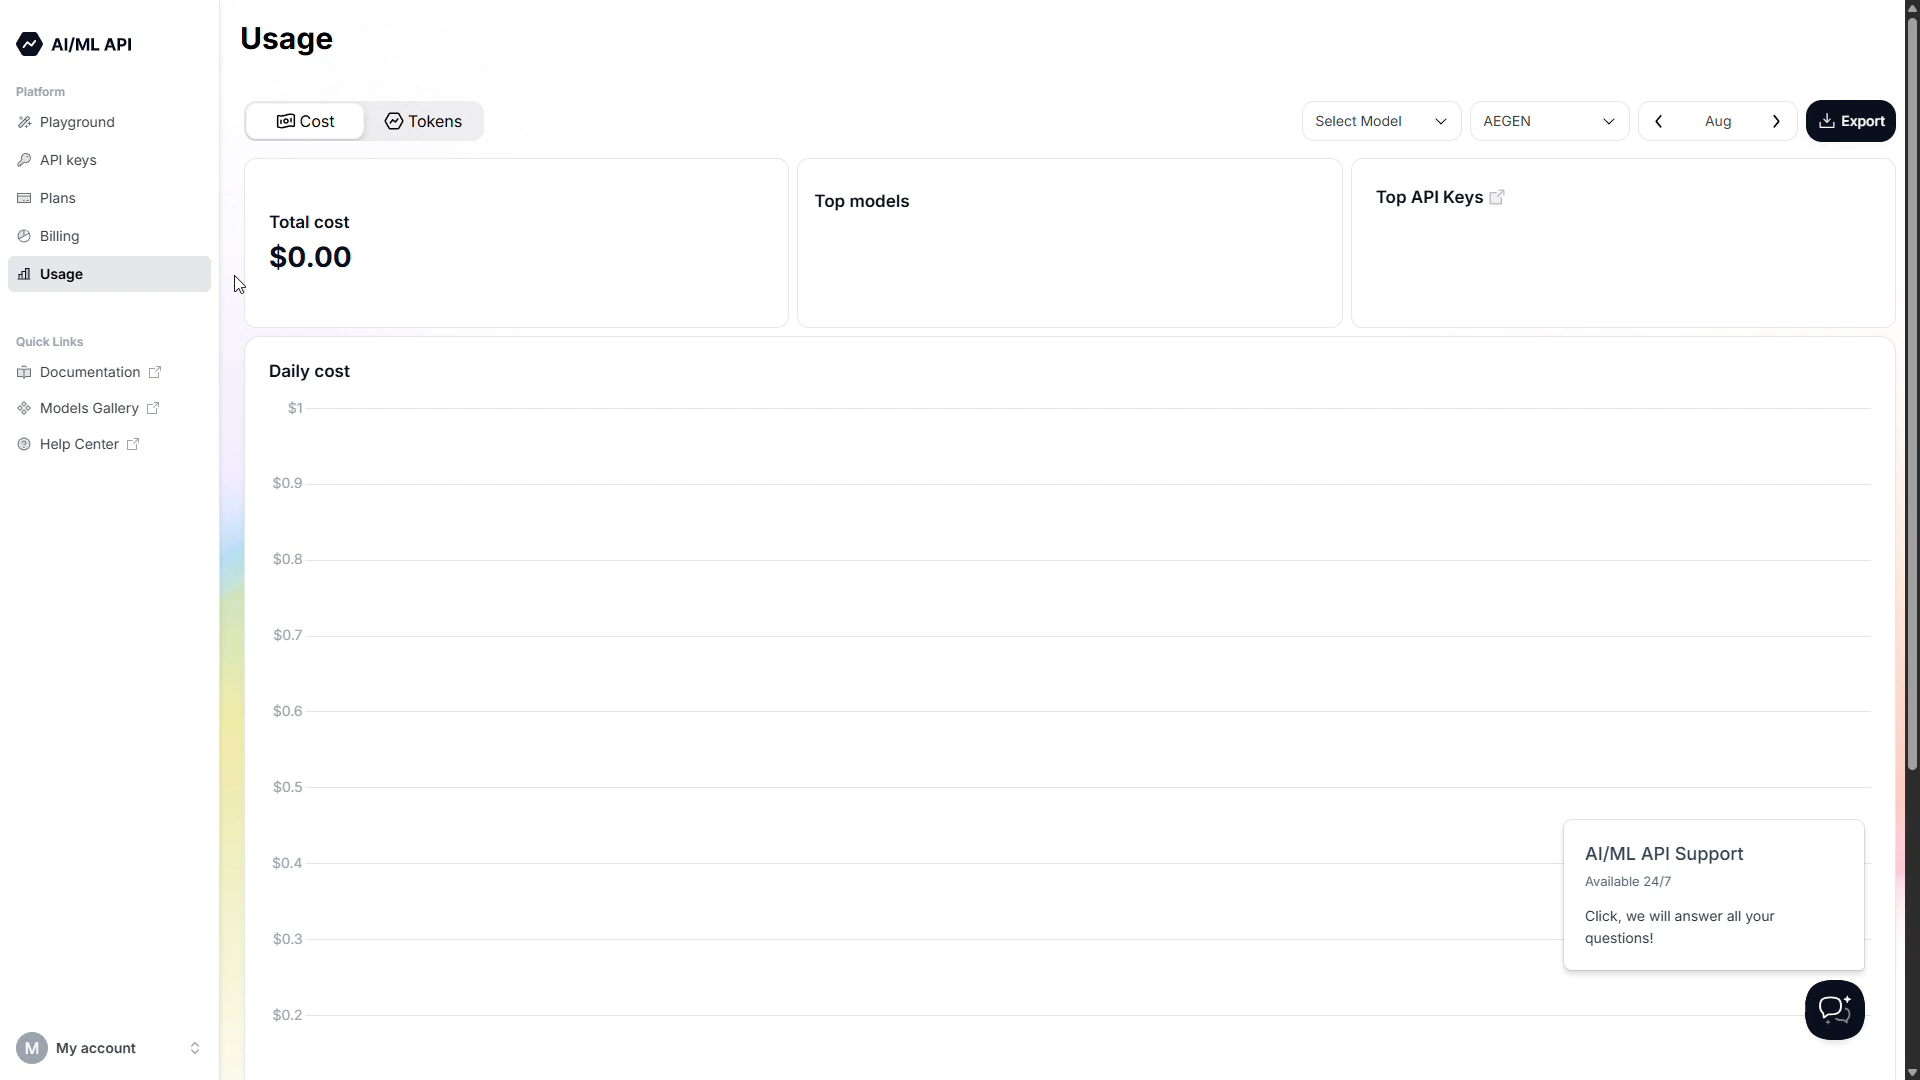 AI/ML API
Platform
Playground
API keys
Plans
Billing
Usage
Quick Links
Documentation
Models Gallery
Help Center
M My account
Usage
Cost Tokens
Select Model AEGEN Aug Export
Total cost
$0.00
Top models
Top API Keys
Daily cost
$1
$0.9
$0.8
$0.7
$0.6
$0.5
$0.4
$0.3
$0.2
AI/ML API Support
Available 24/7
Click, we will answer all your
questions!